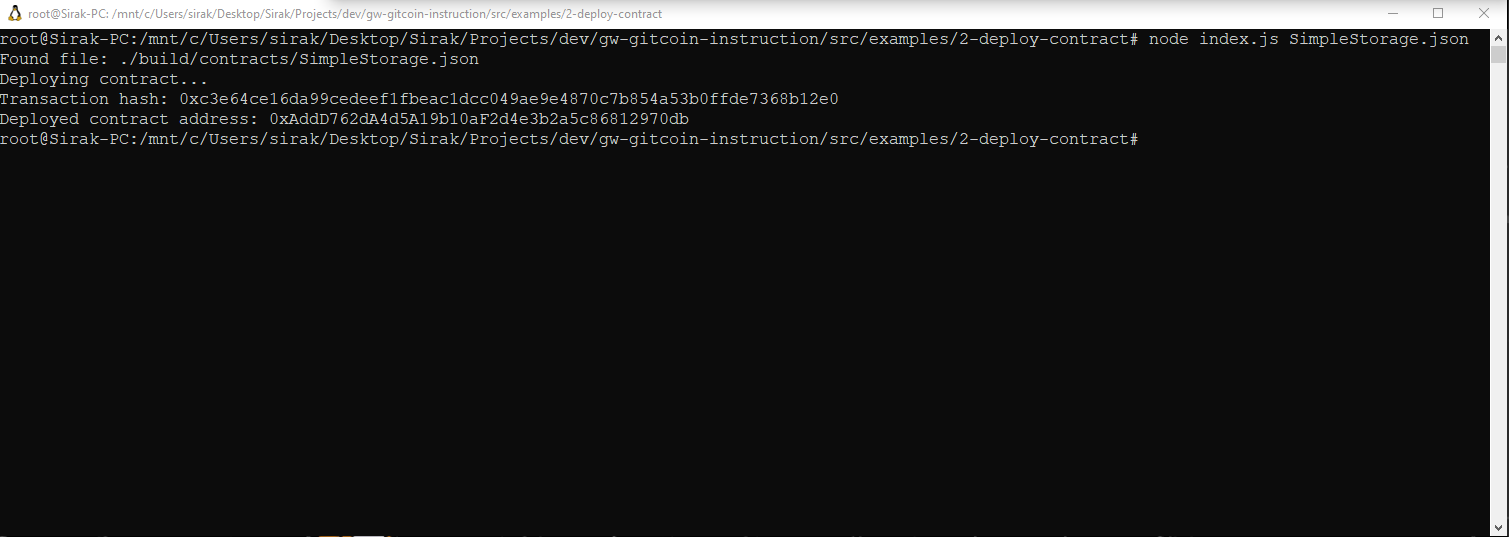 root@Sirak-PC: /mnt/c/Users/sirak/Desktop/Sirak/Projects/dev/gw-gitcoin-instruction/src/examples/2-deploy-contract
root@Sirak-PC:/mnt/c/Users/sirak/Desktop/Sirak/Projects/dev/gw-gitcoin-instruction/src/examples/2-deploy-contract# node index.js SimpleStorage.json
Found file: ./build/contracts/SimpleStorage.json
Deploying contract...
Transaction hash: 0xc3e64ce16da99cedeef1fbeac1dcc049ae9e4870c7b854a53b0ffde7368b12e0
Deployed contract address: 0xAddD762dA4d5A19b10aF2d4e3b2a5c86812970db
root@Sirak-PC:/mnt/c/Users/sirak/Desktop/Sirak/Projects/dev/gw-gitcoin-instruction/src/examples/2-deploy-contract#